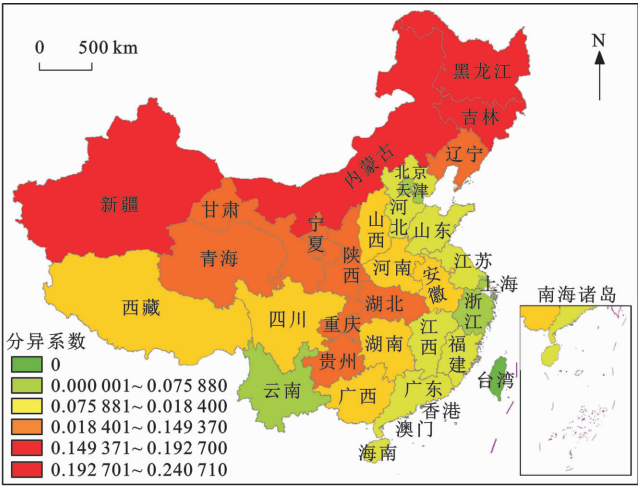 0 500 km
N
黑龙江
吉林
辽宁
内蒙古
北京
天津
新疆
甘肃
宁夏
山西
河北
山东
青海
陕西
河南
江苏
安徽
上海
西藏
四川
湖北
浙江
重庆
湖南
江西
福建
贵州
云南
广西
广东
台湾
香港
澳门
海南
南海诸岛
分异系数
0
0.000 001~0.075 880
0.075 881~0.018 400
0.018 401~0.149 370
0.149 371~0.192 700
0.192 701~0.240 710